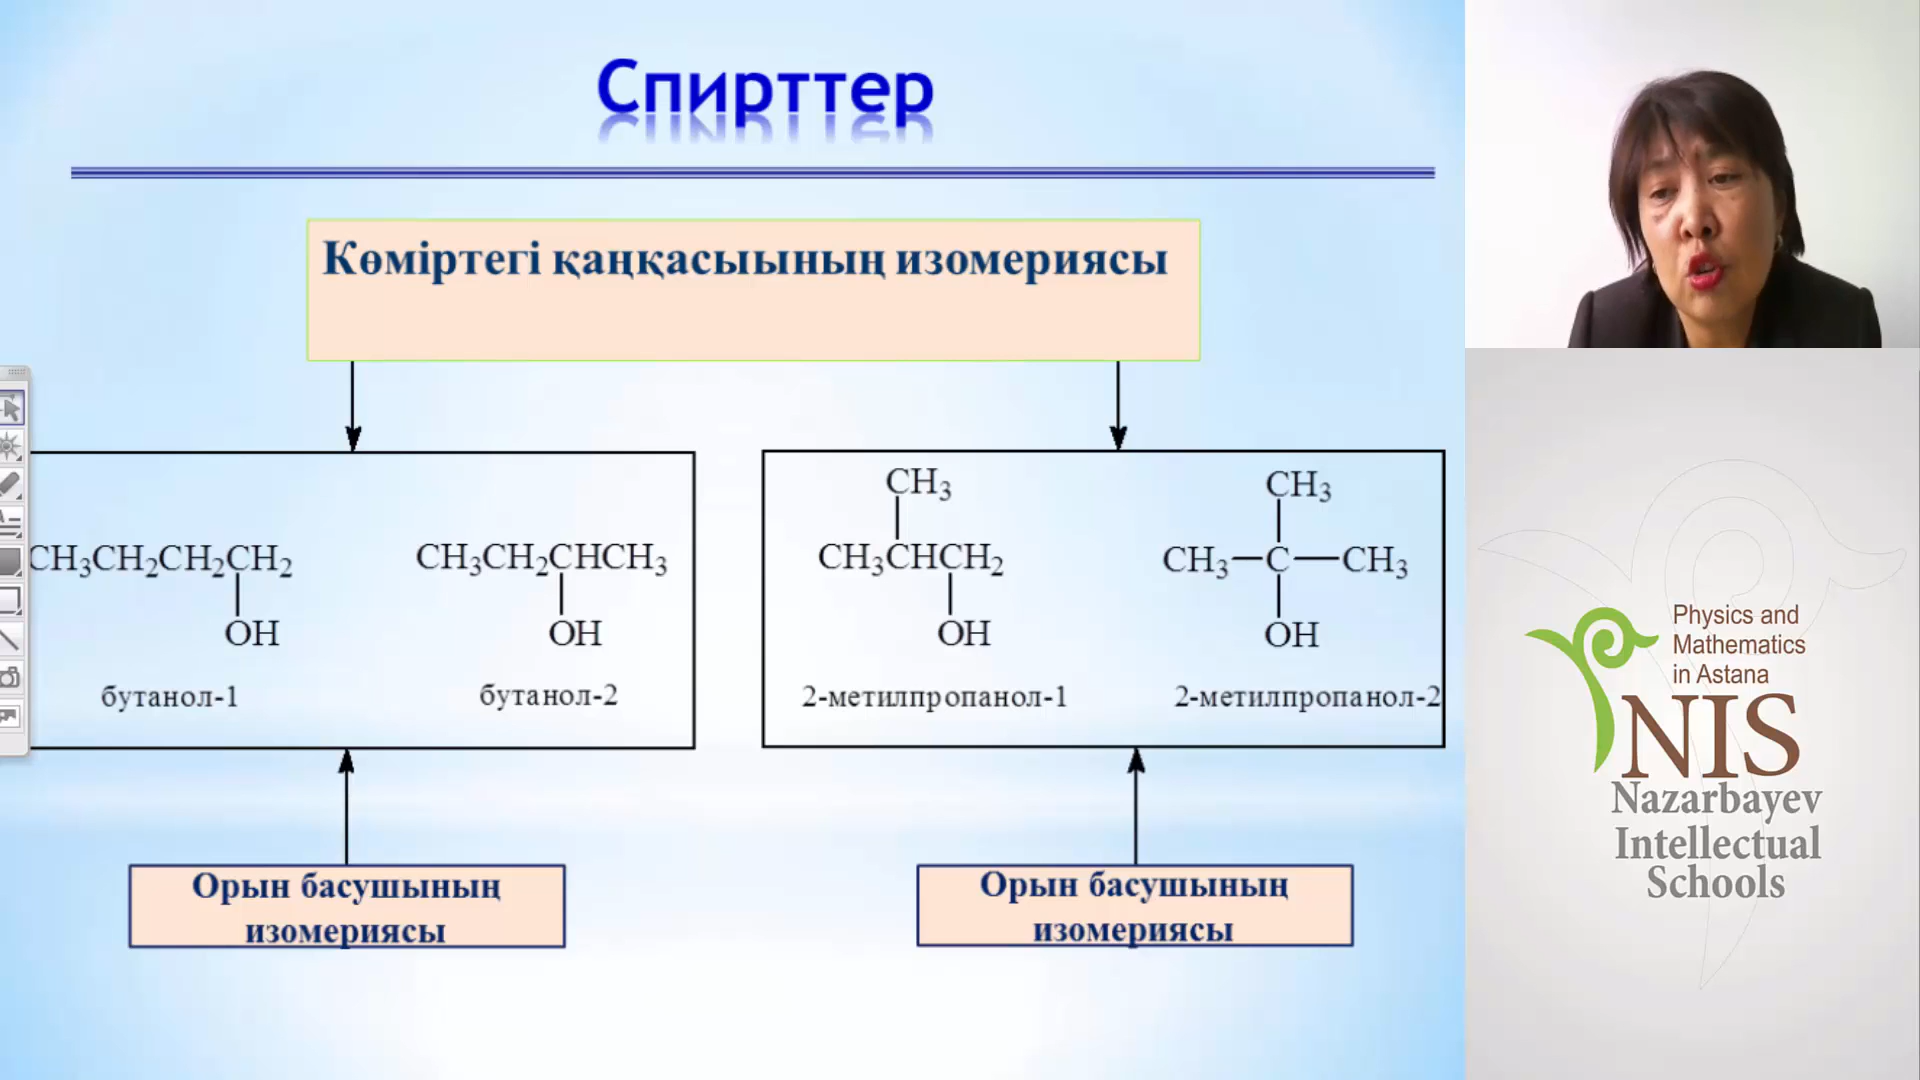 Спирттер
Көміртегі қаңқасыының изомериясы
CH₃CH₂CH₂CH₂
OH
бутанол-1
CH₃CH₂CHCH₃
OH
бутанол-2
CH₃
CH₃CHCH₂
OH
2-метилпропанол-1
CH₃
CH₃—C—CH₃
OH
2-метилпропанол-2
Орын басушының
изомериясы
Орын басушының
изомериясы
Physics and
Mathematics
in Astana
NIS
Nazarbayev
Intellectual
Schools